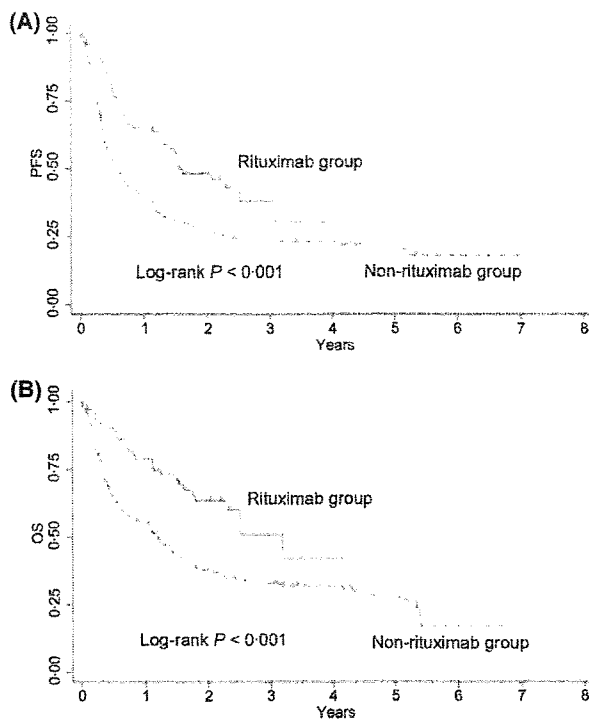 (A)
1·00
0·75
0·50
0·25
0·00
PFS
Rituximab group
Log-rank P < 0·001
Non-rituximab group
0 1 2 3 4 5 6 7 8
Years
(B)
1·00
0·75
0·50
0·25
0·00
OS
Rituximab group
Log-rank P < 0·001
Non-rituximab group
0 1 2 3 4 5 6 7 8
Years